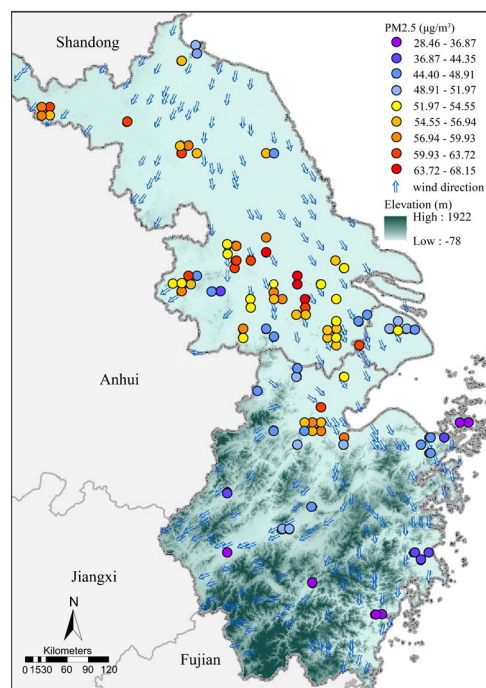 Shandong
PM2.5 (μg/m³)
28.46 - 36.87
36.87 - 44.35
44.40 - 48.91
48.91 - 51.97
51.97 - 54.55
54.55 - 56.94
56.94 - 59.93
59.93 - 63.72
63.72 - 68.15
wind direction
Elevation (m)
High : 1922
Low : -78
Anhui
Jiangxi
N
Kilometers
0 1530 60 90 120
Fujian